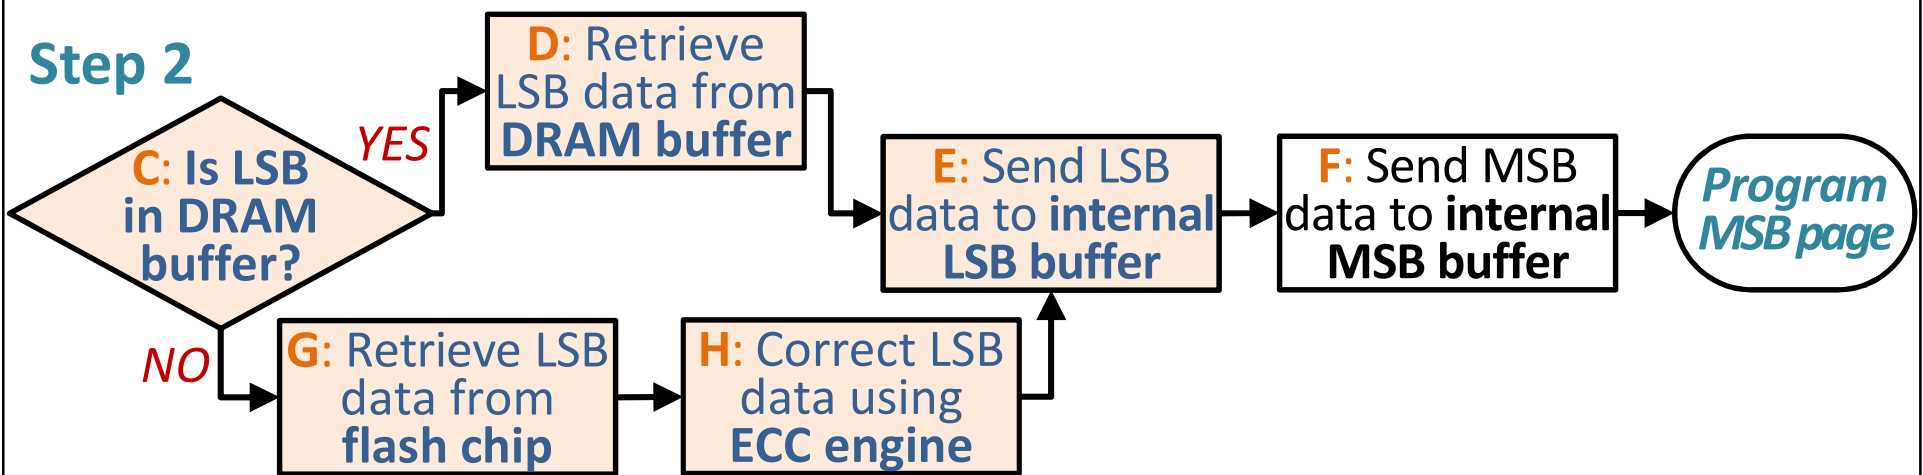 Step 2
C: Is LSB
in DRAM
buffer?
YES
D: Retrieve
LSB data from
DRAM buffer
E: Send LSB
data to internal
LSB buffer
F: Send MSB
data to internal
MSB buffer
Program
MSB page
NO
G: Retrieve LSB
data from
flash chip
H: Correct LSB
data using
ECC engine